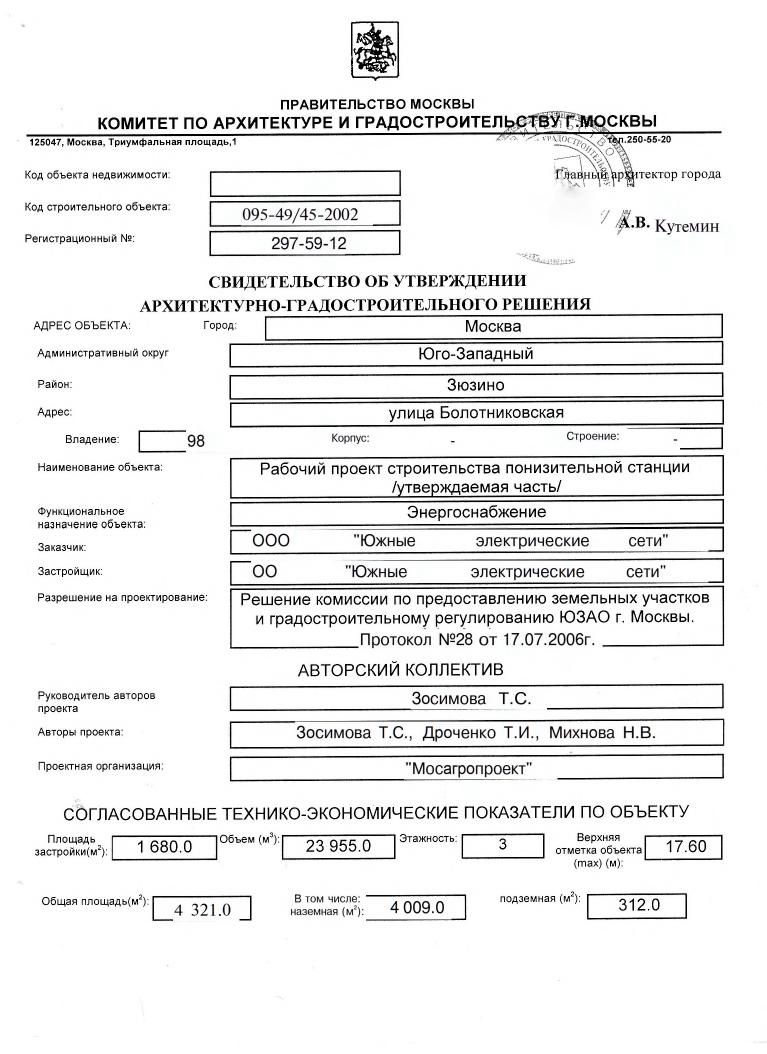 ПРАВИТЕЛЬСТВО МОСКВЫ
КОМИТЕТ ПО АРХИТЕКТУРЕ И ГРАДОСТРОИТЕЛЬСТВУ Г.МОСКВЫ
125047, Москва, Триумфальная площадь,1 тел.250-55-20
Код объекта недвижимости: Главный архитектор города
Код строительного объекта: 095-49/45-2002
А.В. Кутемин
Регистрационный №: 297-59-12
СВИДЕТЕЛЬСТВО ОБ УТВЕРЖДЕНИИ
АРХИТЕКТУРНО-ГРАДОСТРОИТЕЛЬНОГО РЕШЕНИЯ
АДРЕС ОБЪЕКТА: Город: Москва
Административный округ Юго-Западный
Район: Зюзино
Адрес: улица Болотниковская
Владение: 98 Корпус: - Строение: -
Наименование объекта: Рабочий проект строительства понизительной станции
/утверждаемая часть/
Функциональное
назначение объекта: Энергоснабжение
Заказчик: ООО "Южные электрические сети"
Застройщик: ОО "Южные электрические сети"
Разрешение на проектирование: Решение комиссии по предоставлению земельных участков
и градостроительному регулированию ЮЗАО г. Москвы.
Протокол №28 от 17.07.2006г.
АВТОРСКИЙ КОЛЛЕКТИВ
Руководитель авторов
проекта Зосимова Т.С.
Авторы проекта: Зосимова Т.С., Дроченко Т.И., Михнова Н.В.
Проектная организация: "Мосагропроект"
СОГЛАСОВАННЫЕ ТЕХНИКО-ЭКОНОМИЧЕСКИЕ ПОКАЗАТЕЛИ ПО ОБЪЕКТУ
Площадь
застройки(м²): 1 680.0 Объем (м³): 23 955.0 Этажность: 3 Верхняя
отметка объекта
(max) (м): 17.60
Общая площадь(м²): 4 321.0 В том числе:
наземная (м²): 4 009.0 подземная (м²): 312.0